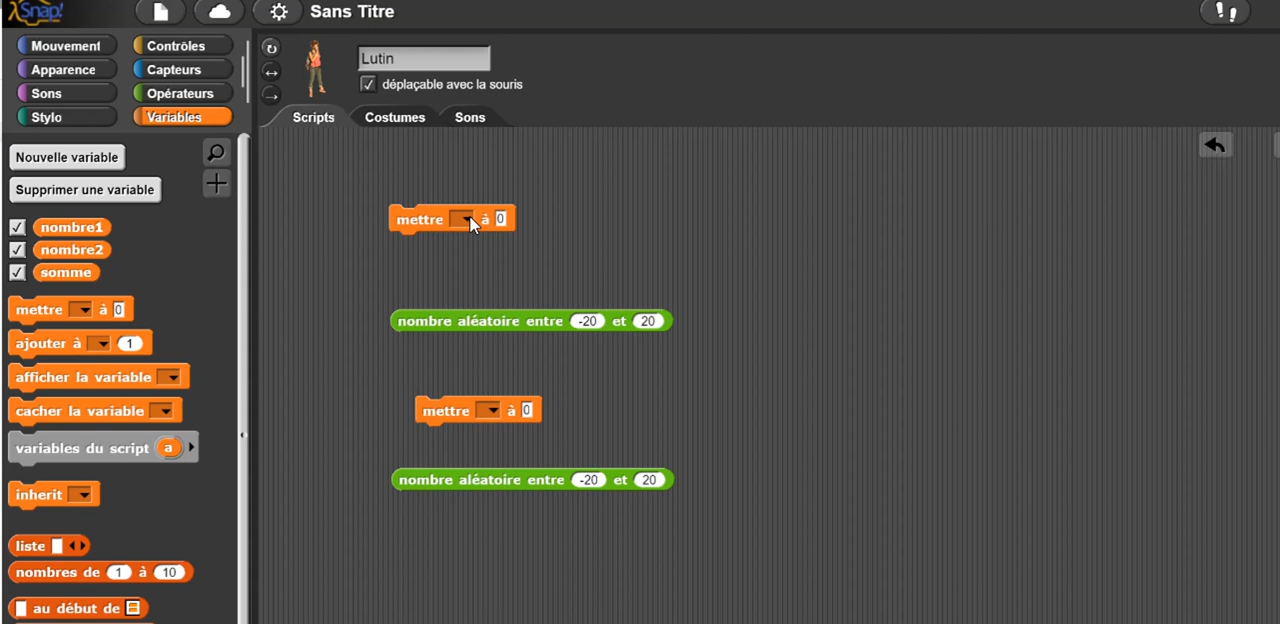 Snap!
Sans Titre
Mouvement
Contrôles
Apparence
Capteurs
Sons
Opérateurs
Stylo
Variables
Lutin
déplaçable avec la souris
Scripts
Costumes
Sons
Nouvelle variable
Supprimer une variable
nombre1
nombre2
somme
mettre à 0
ajouter à 1
afficher la variable
cacher la variable
variables du script a
inherit
liste
nombres de 1 à 10
au début de
mettre à 0
nombre aléatoire entre -20 et 20
mettre à 0
nombre aléatoire entre -20 et 20